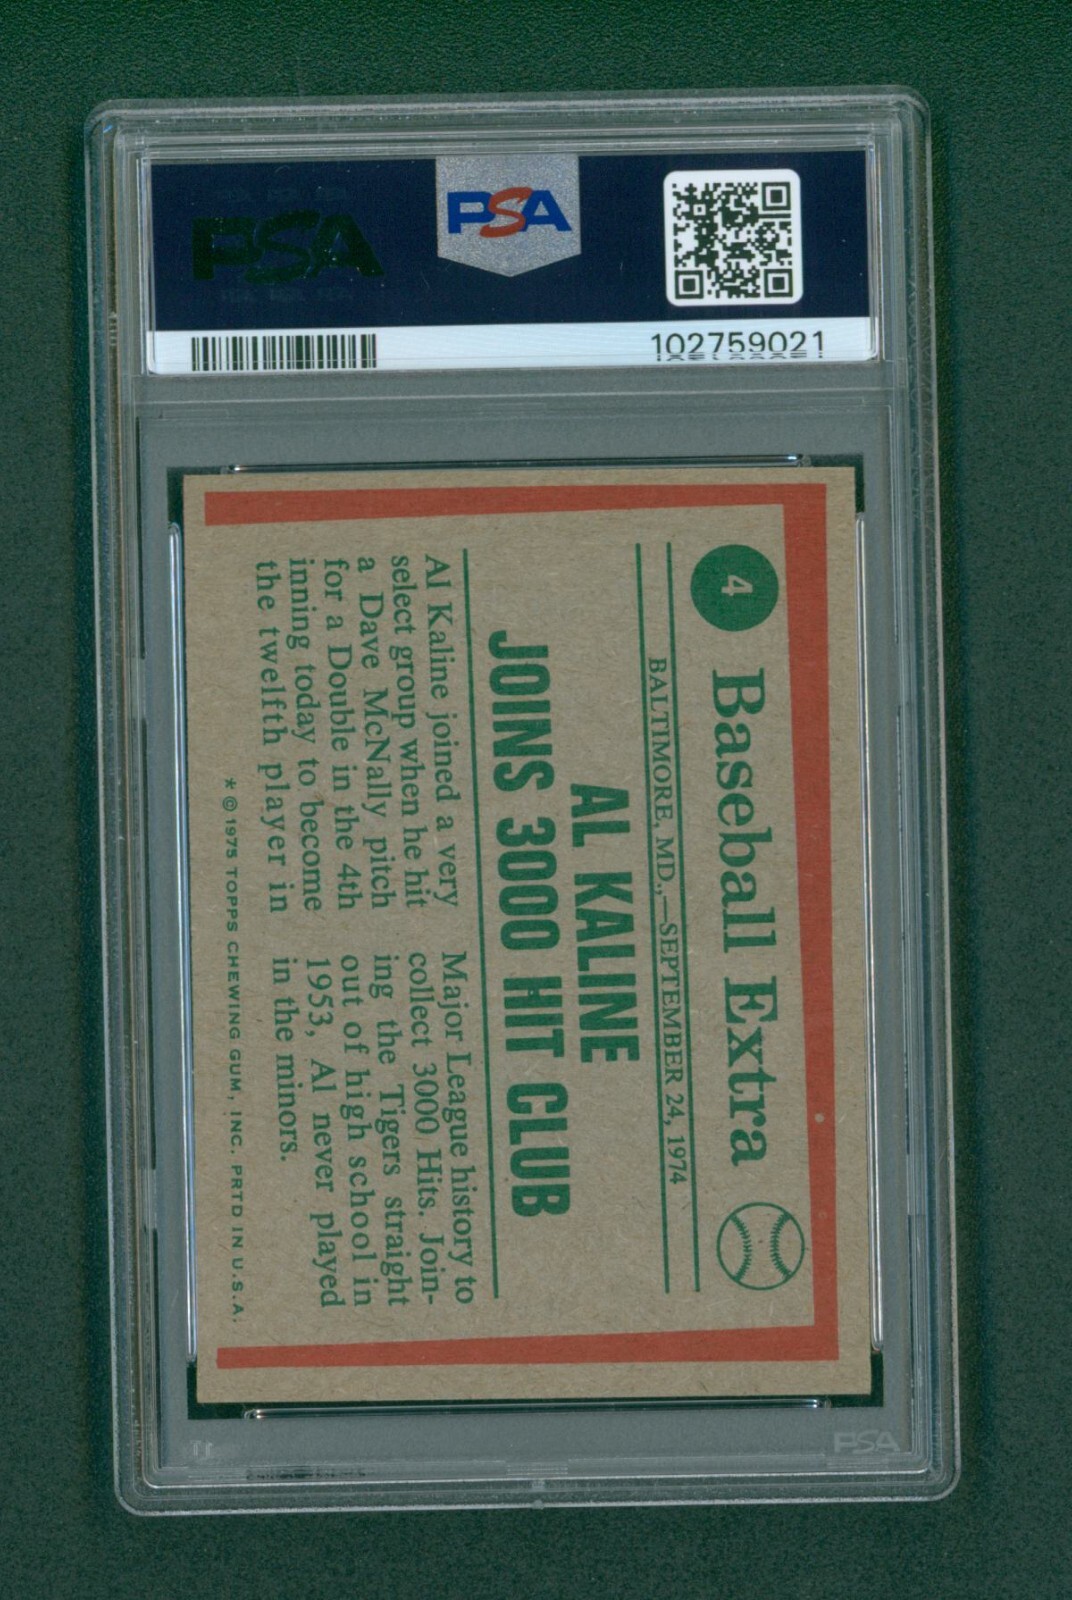 PSA
PSA
102759021
4
Baseball Extra
BALTIMORE, MD.,—SEPTEMBER 24, 1974
AL KALINE
JOINS 3000 HIT CLUB
Al Kaline joined a very
select group when he hit
a Dave McNally pitch
for a Double in the 4th
inning today to become
the twelfth player in
Major League history to
collect 3000 Hits. Join-
ing the Tigers straight
out of high school in
1953, Al never played
in the minors.
* © 1975 TOPPS CHEWING GUM, INC. PRTD IN U.S.A.
PSA